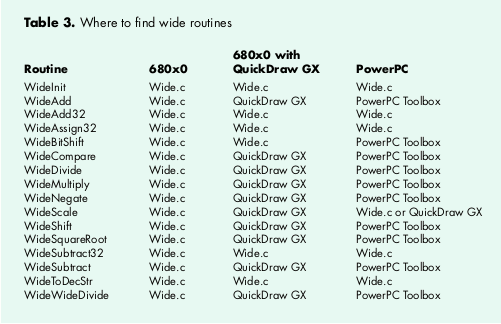 Table 3. Where to find wide routines
680x0 with
Routine 680x0 QuickDraw GX PowerPC
WideInit Wide.c Wide.c Wide.c
WideAdd Wide.c QuickDraw GX PowerPC Toolbox
WideAdd32 Wide.c Wide.c Wide.c
WideAssign32 Wide.c Wide.c Wide.c
WideBitShift Wide.c Wide.c PowerPC Toolbox
WideCompare Wide.c QuickDraw GX PowerPC Toolbox
WideDivide Wide.c QuickDraw GX PowerPC Toolbox
WideMultiply Wide.c QuickDraw GX PowerPC Toolbox
WideNegate Wide.c QuickDraw GX PowerPC Toolbox
WideScale Wide.c QuickDraw GX Wide.c or QuickDraw GX
WideShift Wide.c QuickDraw GX PowerPC Toolbox
WideSquareRoot Wide.c QuickDraw GX PowerPC Toolbox
WideSubtract32 Wide.c Wide.c Wide.c
WideSubtract Wide.c QuickDraw GX PowerPC Toolbox
WideToDecStr Wide.c Wide.c Wide.c
WideWideDivide Wide.c QuickDraw GX PowerPC Toolbox